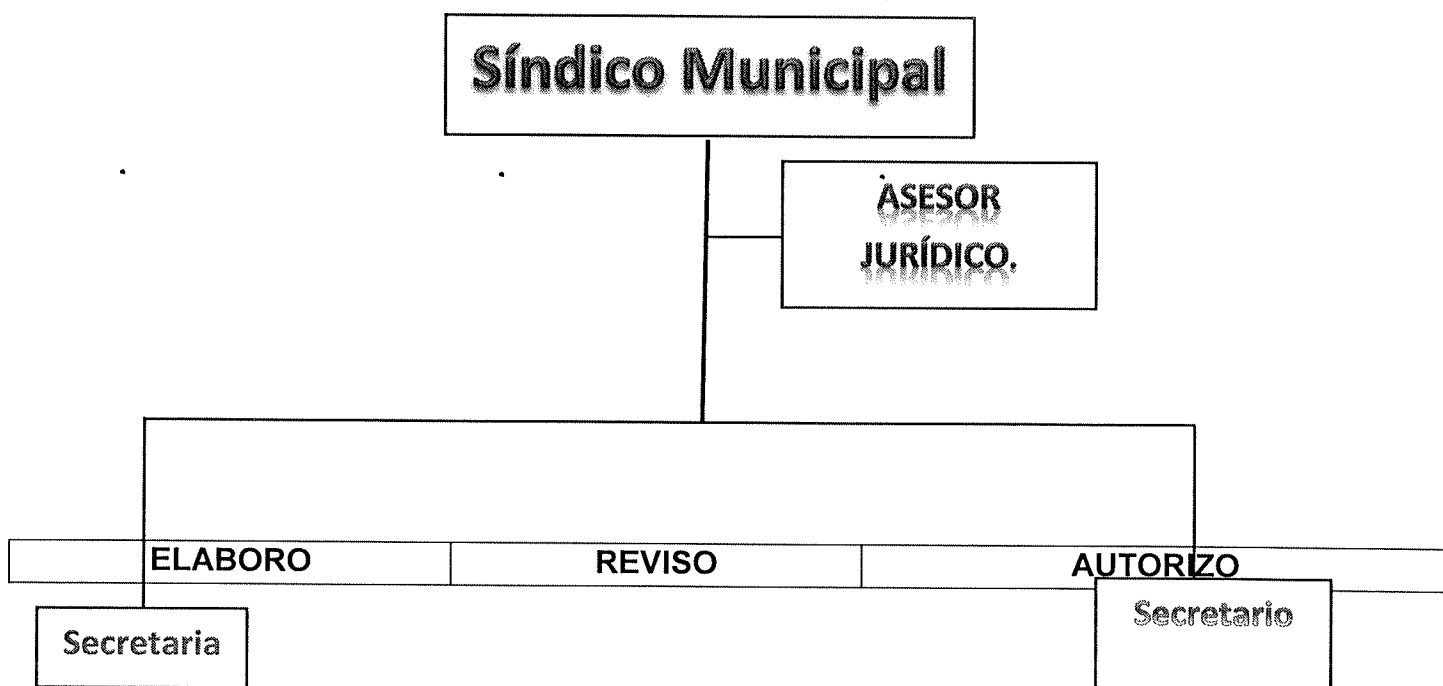 Síndico Municipal
ASESOR
JURÍDICO.
ELABORO REVISO AUTORIZO
Secretaria
Secretario